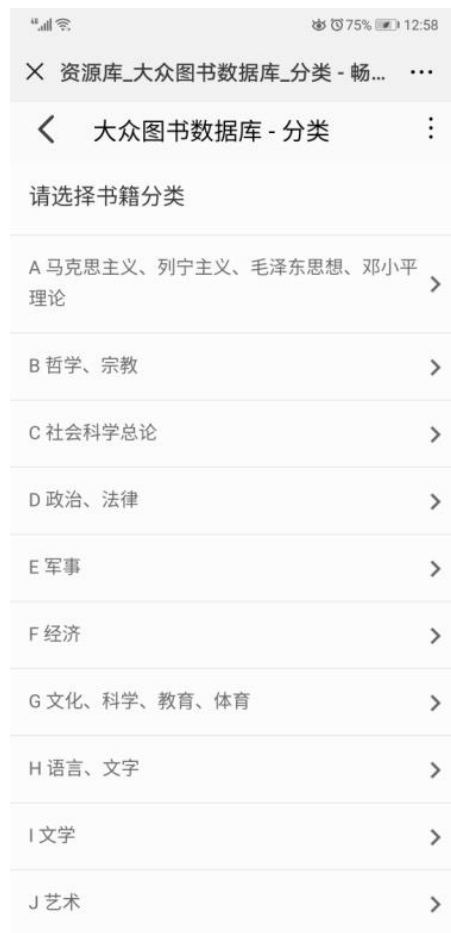 75% 12:58
资源库_大众图书数据库_分类 - 畅...
大众图书数据库 - 分类
请选择书籍分类
A 马克思主义、列宁主义、毛泽东思想、邓小平
理论
B 哲学、宗教
C 社会科学总论
D 政治、法律
E 军事
F 经济
G 文化、科学、教育、体育
H 语言、文字
I 文学
J 艺术